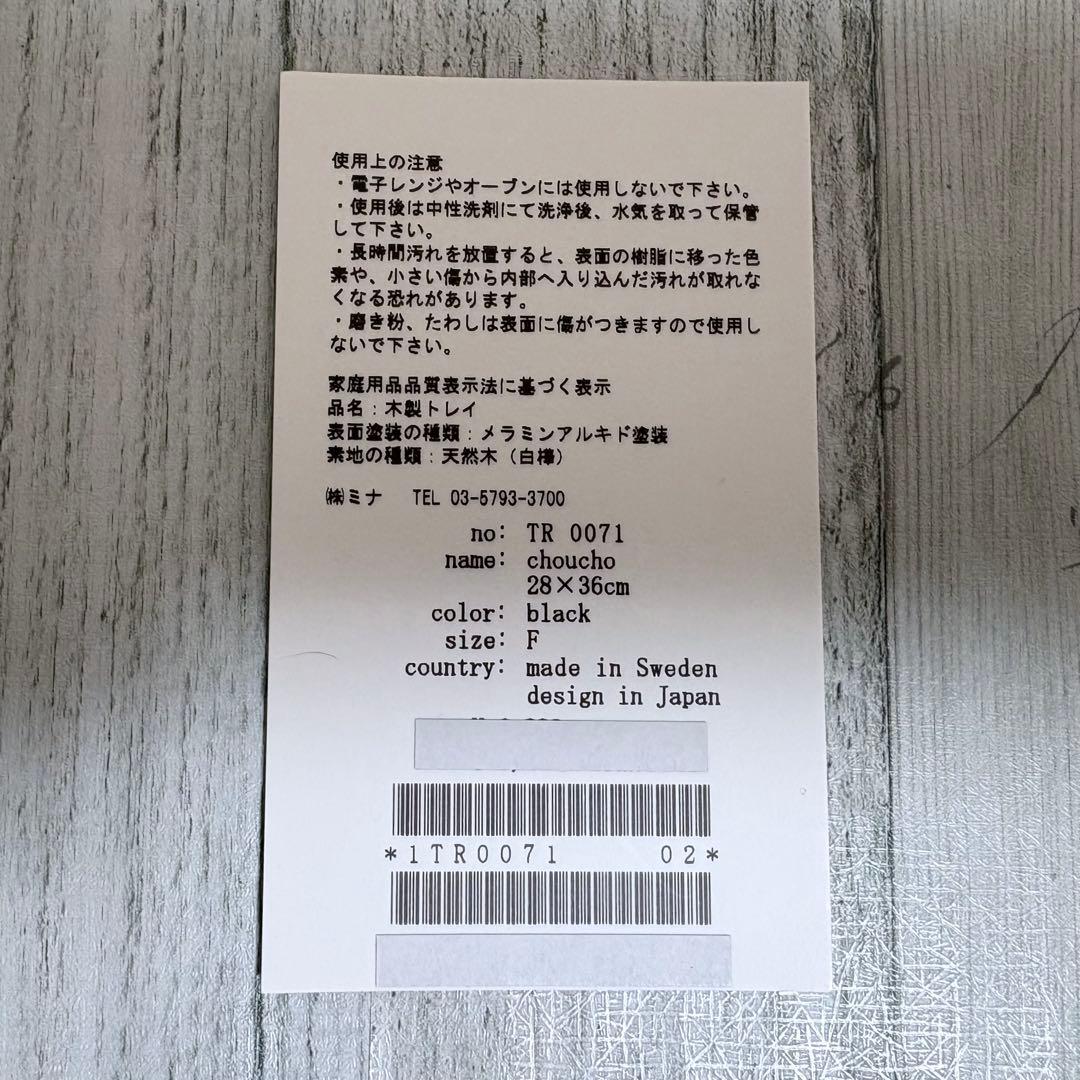 使用上の注意
・電子レンジやオーブンには使用しないで下さい。
・使用後は中性洗剤にて洗浄後、水気を取って保管
して下さい。
・長時間汚れを放置すると、表面の樹脂に移った色
素や、小さい傷から内部へ入り込んだ汚れが取れな
くなる恐れがあります。
・磨き粉、たわしは表面に傷がつきますので使用し
ないで下さい。
家庭用品品質表示法に基づく表示
品名：木製トレイ
表面塗装の種類：メラミンアルキド塗装
素地の種類：天然木（白樺）
㈱ミナ TEL 03-5793-3700
no: TR 0071
name: choucho
28×36cm
color: black
size: F
country: made in Sweden
design in Japan
*1TR0071 02*